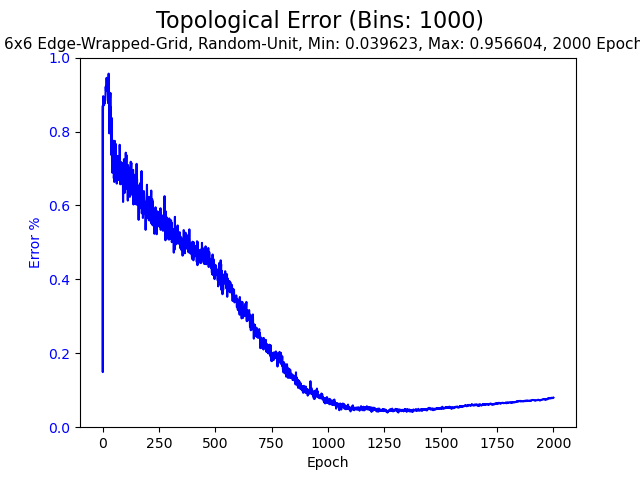 Topological Error (Bins: 1000)
6x6 Edge-Wrapped-Grid, Random-Unit, Min: 0.039623, Max: 0.956604, 2000 Epoch
1.0
0.8
0.6
0.4
0.2
0.0
Error %
0 250 500 750 1000 1250 1500 1750 2000
Epoch